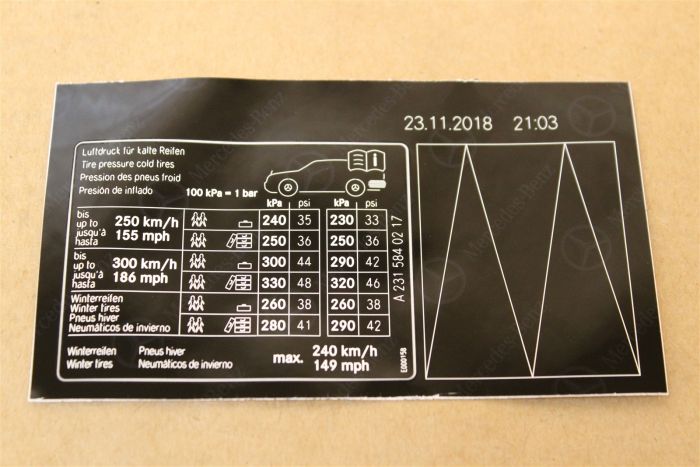 23.11.2018 21:03
Luftdruck für kalte Reifen
Tire pressure cold tires
Pression des pneus froid
Presión de inflado 100 kPa = 1 bar
kPa psi kPa psi
bis
up to
jusqu'à
hasta
250 km/h
155 mph
240 35 230 33
250 36 250 36
bis
up to
jusqu'à
hasta
300 km/h
186 mph
300 44 290 42
330 48 320 46
Winterreifen
Winter tires
Pneus hiver
Neumáticos de invierno
260 38 260 38
280 41 290 42
Winterreifen Pneus hiver
Winter tires Neumáticos de invierno
max. 240 km/h
149 mph
A 231 584 02 17
E000158
Mercedes-Benz